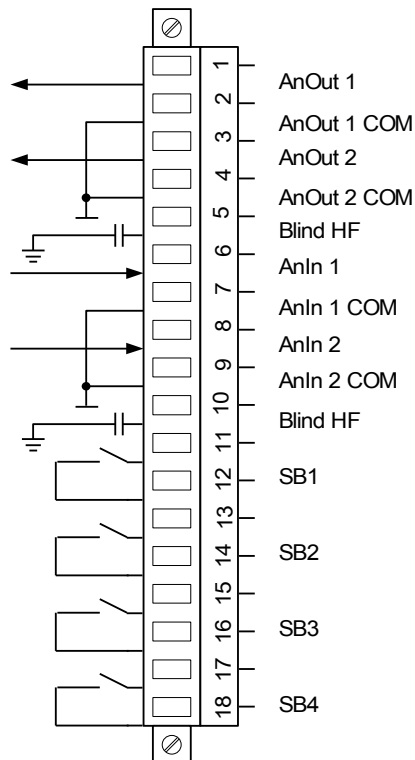 1
AnOut 1
2
AnOut 1 COM
3
AnOut 2
4
AnOut 2 COM
5
Blind HF
6
AnIn 1
7
AnIn 1 COM
8
AnIn 2
9
AnIn 2 COM
10
Blind HF
11
12
SB1
13
14
SB2
15
16
SB3
17
18
SB4